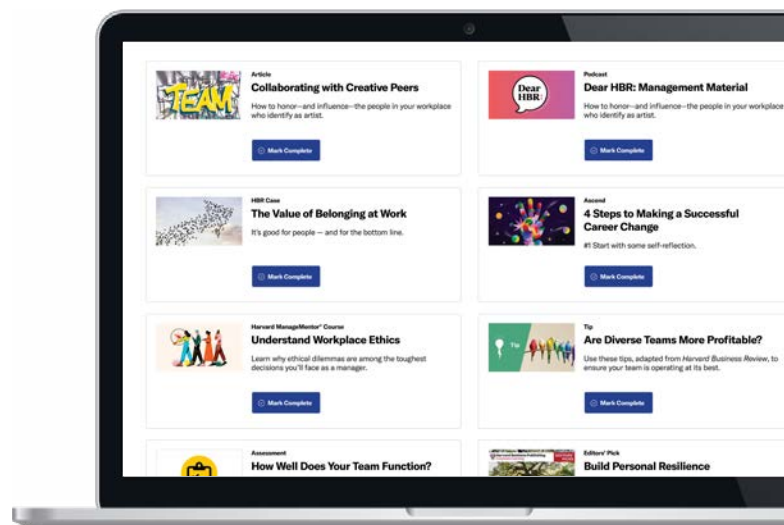 TEAM
Article
Collaborating with Creative Peers
How to honor—and influence—the people in your workplace
who identify as artist.
Mark Complete
Dear
HBR:
Podcast
Dear HBR: Management Material
How to honor—and influence—the people in your workplace
who identify as artist.
Mark Complete
HBR Case
The Value of Belonging at Work
It's good for people — and for the bottom line.
Mark Complete
Ascend
4 Steps to Making a Successful
Career Change
#1 Start with some self-reflection.
Mark Complete
Harvard ManageMentor® Course
Understand Workplace Ethics
Learn why ethical dilemmas are among the toughest
decisions you'll face as a manager.
Mark Complete
Tip
Tip
Are Diverse Teams More Profitable?
Use these tips, adapted from Harvard Business Review, to
ensure your team is operating at its best.
Mark Complete
Assessment
How Well Does Your Team Function?
Editors' Pick
Build Personal Resilience